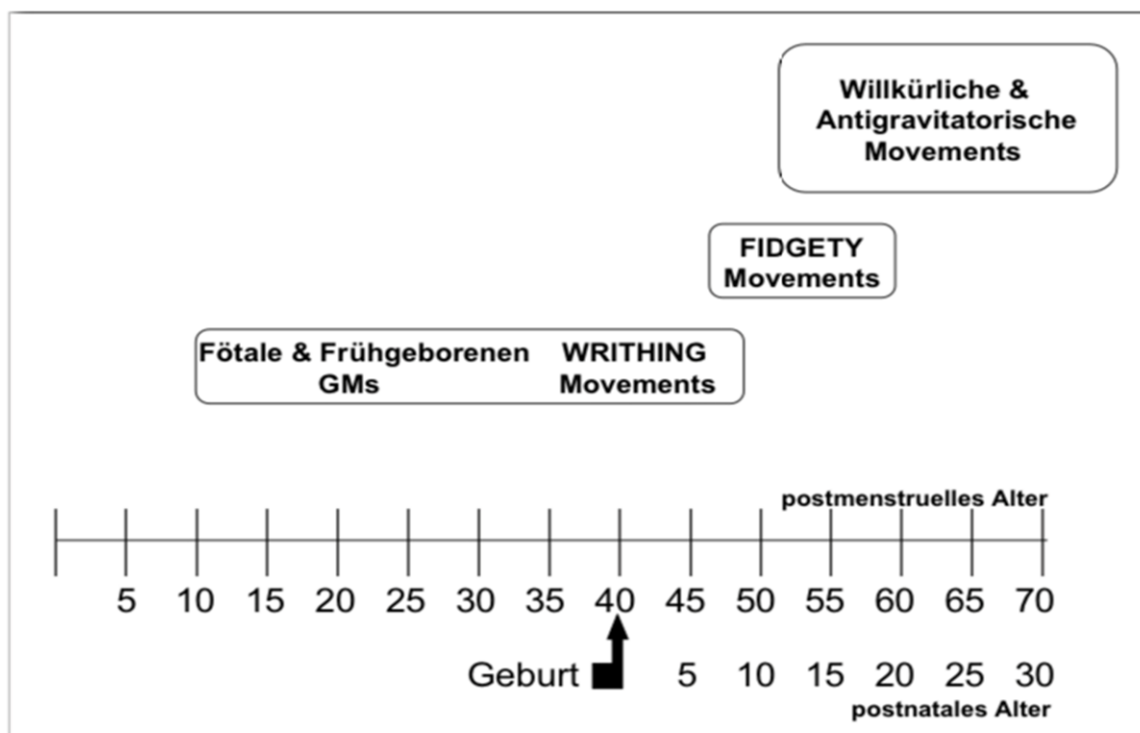 Willkürliche &
Antigravitatorische
Movements
FIDGETY
Movements
Fötale & Frühgeborenen WRITHING
GMs Movements
postmenstruelles Alter
5 10 15 20 25 30 35 40 45 50 55 60 65 70
Geburt 5 10 15 20 25 30
postnatales Alter